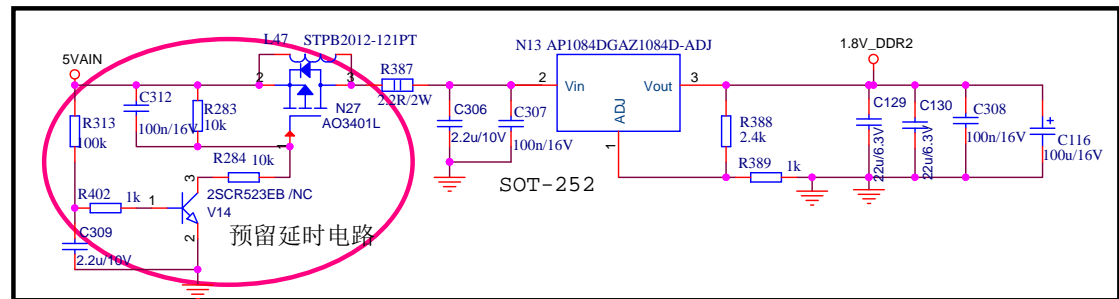 L47 STPB2012-121PT
5VAIN
N13 AP1084DGAZ1084D-ADJ
1.8V_DDR2
2
3
R387
2.2R/2W
2
Vin
Vout
3
ADJ
1
C312
100n/16V
R283
10k
N27
AO3401L
1
R313
100k
C306
2.2u/10V
C307
100n/16V
R388
2.4k
C129
22u/6.3V
C130
22u/6.3V
C308
100n/16V
+
C116
100u/16V
R284
10k
R389
1k
SOT-252
R402
1k
1
3
2SCR523EB /NC
V14
2
C309
2.2u/10V
预留延时电路